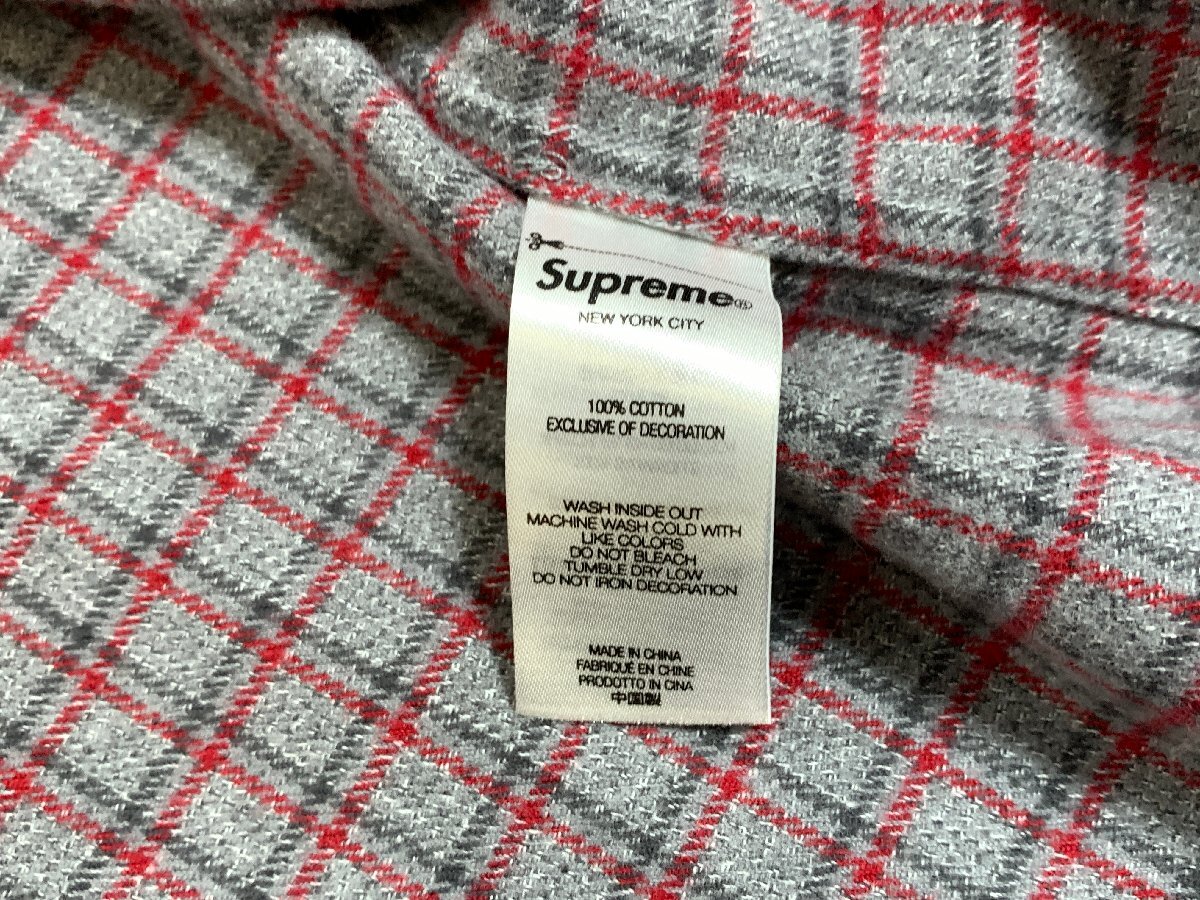 Supreme®
NEW YORK CITY
100% COTTON
EXCLUSIVE OF DECORATION
WASH INSIDE OUT
MACHINE WASH COLD WITH
LIKE COLORS
DO NOT BLEACH
TUMBLE DRY LOW
DO NOT IRON DECORATION
MADE IN CHINA
FABRIQUÉ EN CHINE
PRODOTTO IN CINA
中国製